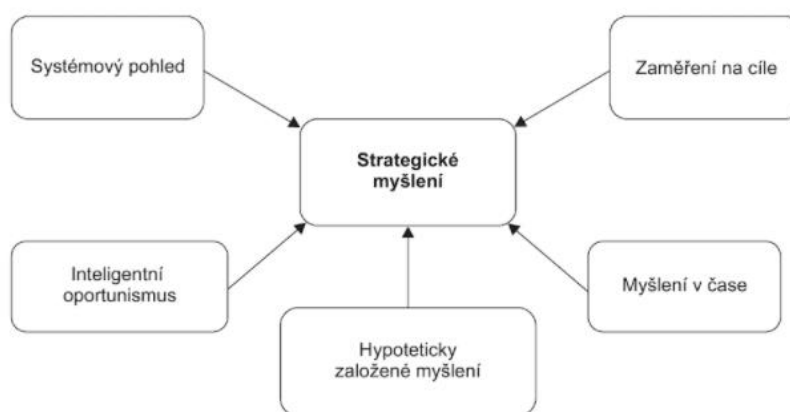 Systémový pohled
Zaměření na cíle
Strategické
myšlení
Inteligentní
oportunismus
Myšlení v čase
Hypoteticky
založené myšlení